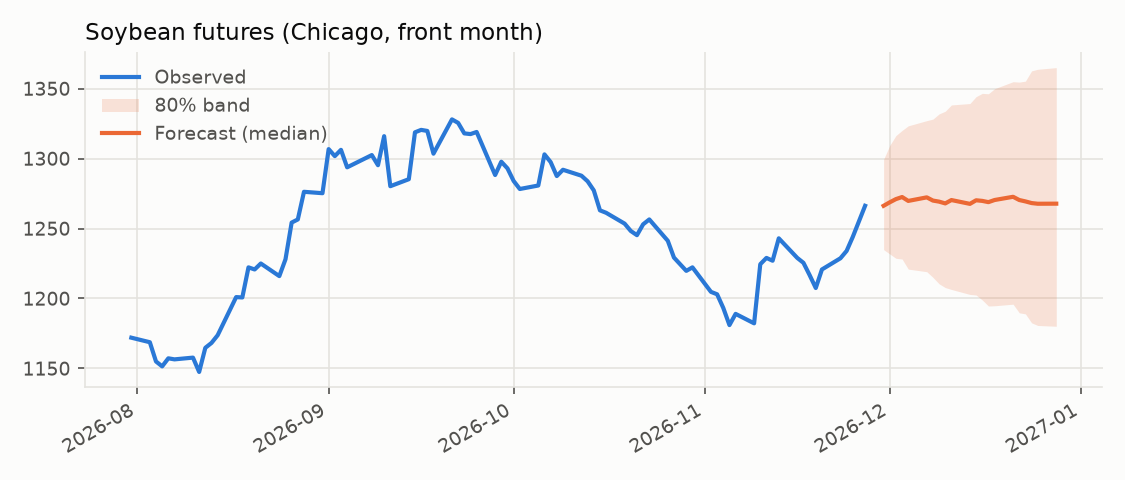 Soybean futures (Chicago, front month)
Observed
80% band
Forecast (median)
1350
1300
1250
1200
1150
2026-08
2026-09
2026-10
2026-11
2026-12
2027-01